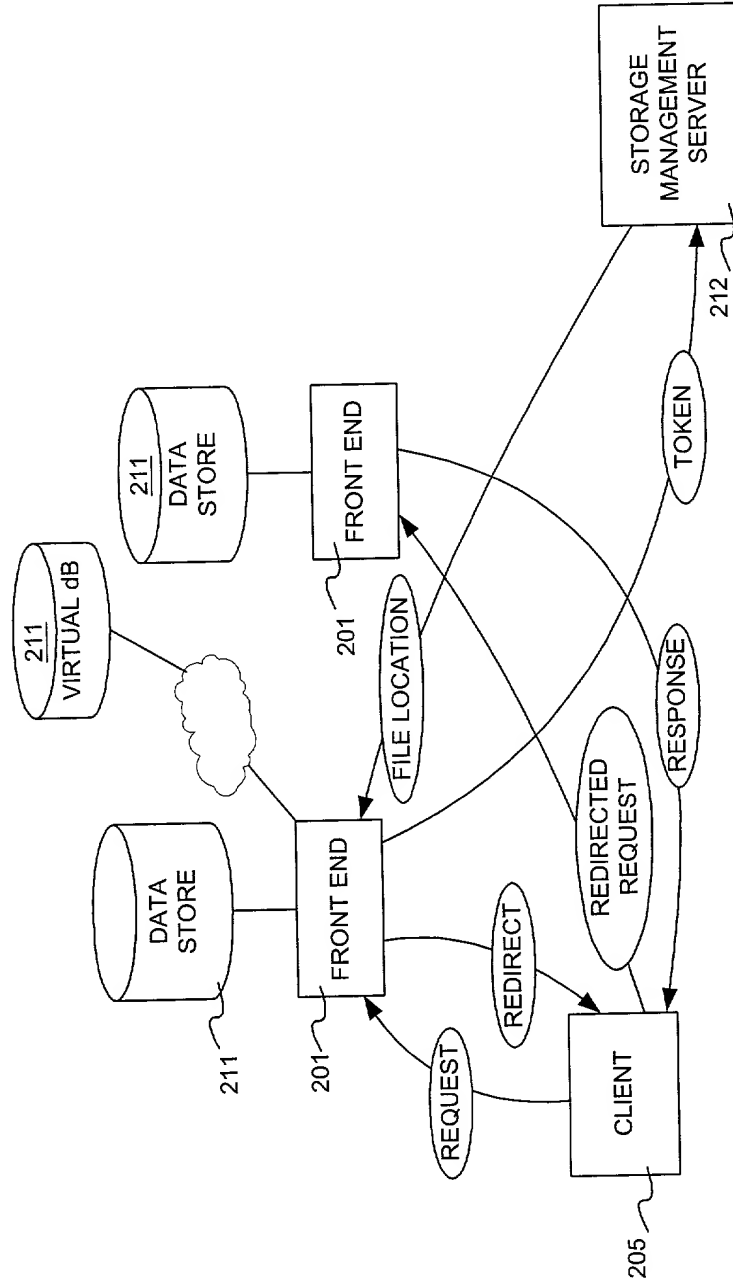 211
VIRTUAL dB
211
DATA
STORE
DATA
STORE
211
FRONT END
201
FRONT END
201
FILE LOCATION
STORAGE
MANAGEMENT
SERVER
212
TOKEN
REQUEST
REDIRECT
REDIRECTED
REQUEST
RESPONSE
CLIENT
205